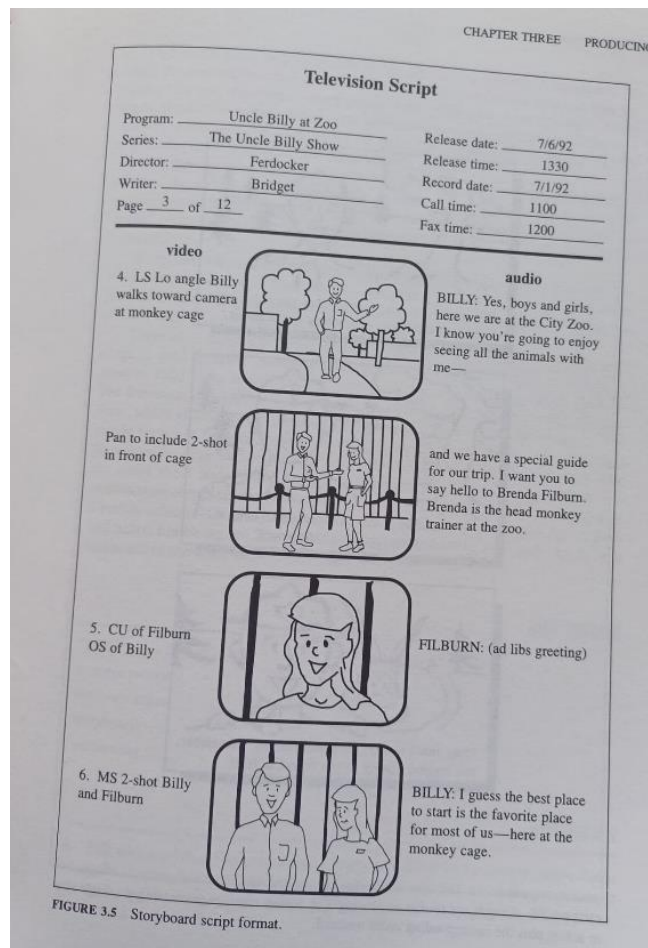 CHAPTER THREE PRODUCING
Television Script
Program: Uncle Billy at Zoo
Series: The Uncle Billy Show
Director: Ferdocker
Writer: Bridget
Page 3 of 12
Release date: 7/6/92
Release time: 1330
Record date: 7/1/92
Call time: 1100
Fax time: 1200
video
audio
4. LS Lo angle Billy
walks toward camera
at monkey cage
BILLY: Yes, boys and girls,
here we are at the City Zoo.
I know you're going to enjoy
seeing all the animals with
me—
Pan to include 2-shot
in front of cage
and we have a special guide
for our trip. I want you to
say hello to Brenda Filburn.
Brenda is the head monkey
trainer at the zoo.
5. CU of Filburn
OS of Billy
FILBURN: (ad libs greeting)
6. MS 2-shot Billy
and Filburn
BILLY: I guess the best place
to start is the favorite place
for most of us—here at the
monkey cage.
FIGURE 3.5 Storyboard script format.